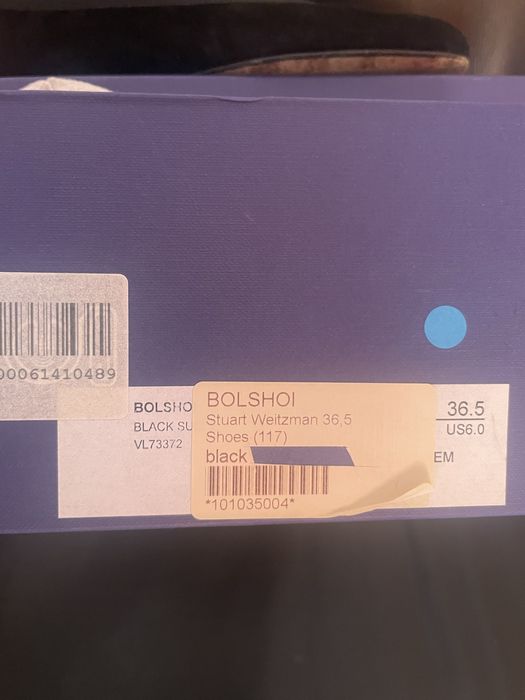 00061410489
BOLSHO
BLACK SU
VL73372
BOLSHOI
Stuart Weitzman 36,5
Shoes (117)
black
*101035004*
36.5
US6.0
EM